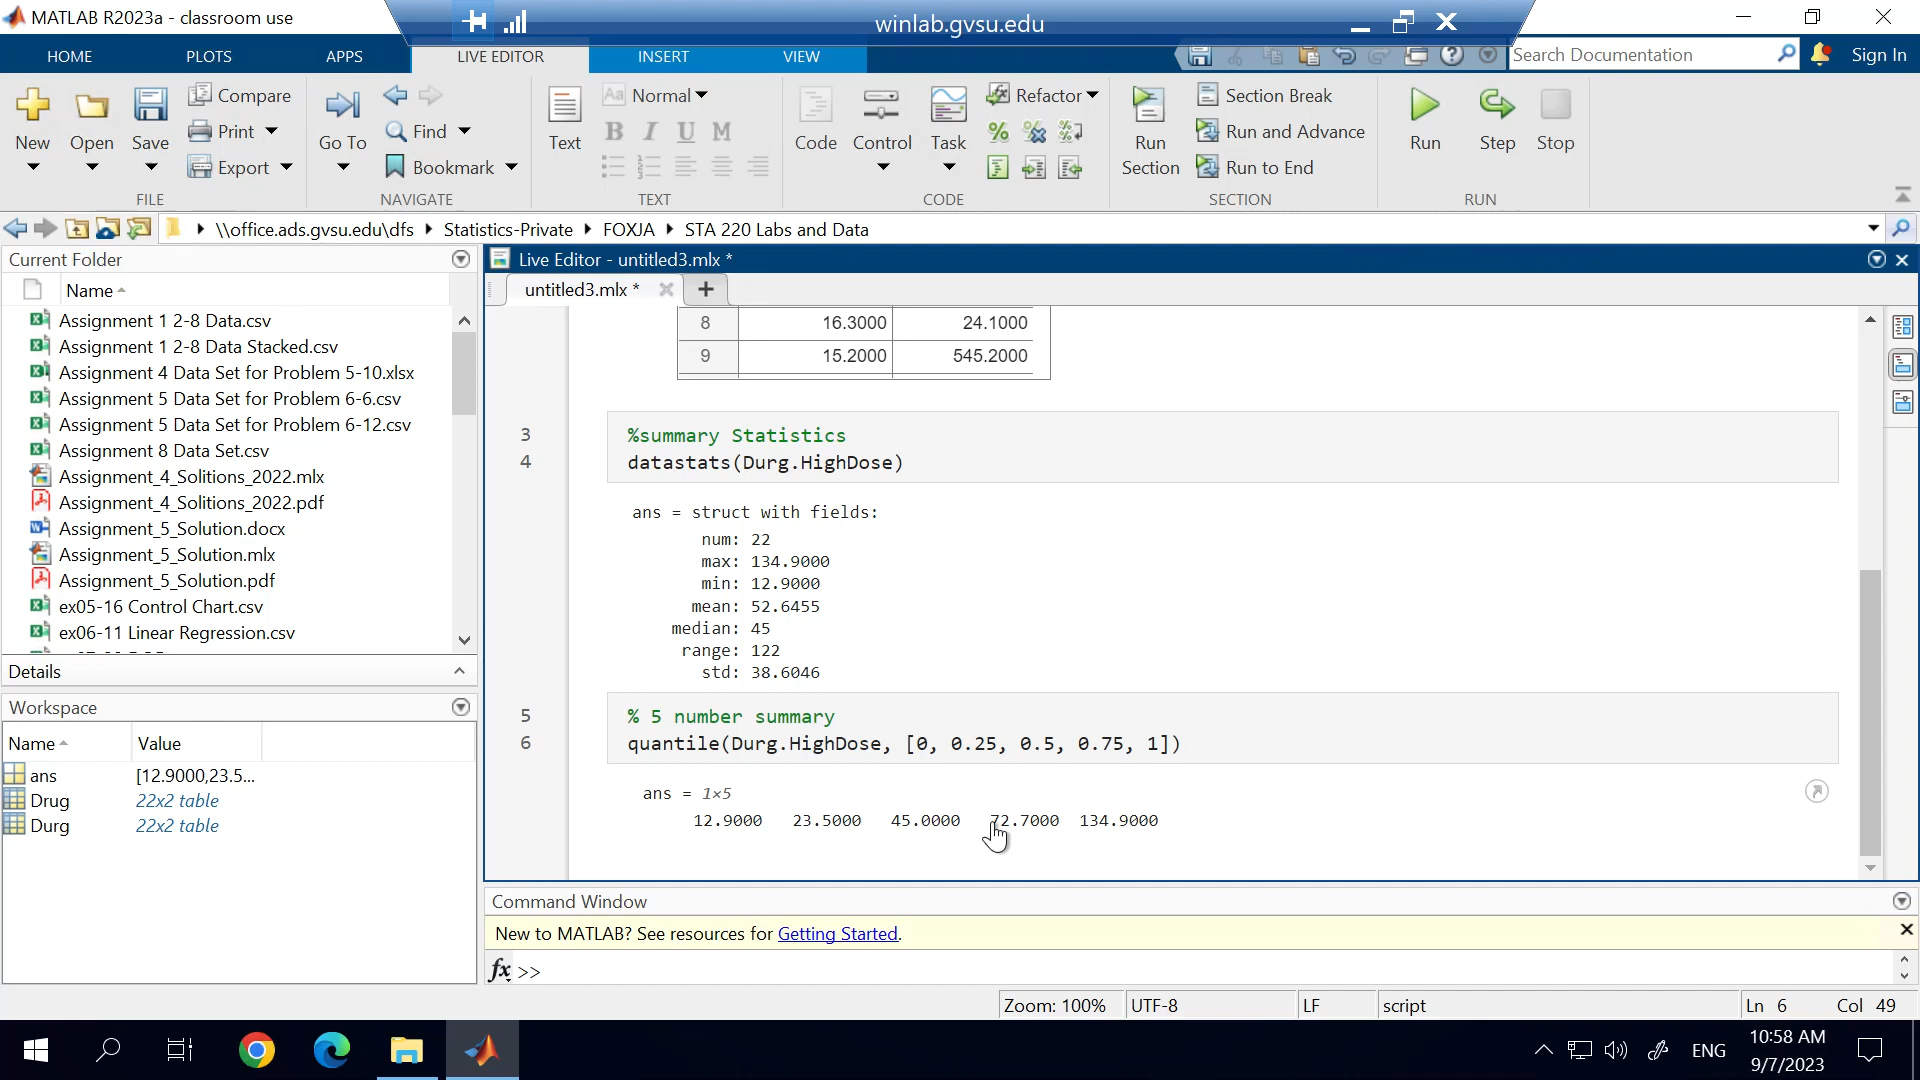 MATLAB R2023a - classroom use
winlab.gvsu.edu
HOME PLOTS APPS LIVE EDITOR INSERT VIEW
Search Documentation
Sign In
New
Open
Save
Compare
Print
Export
FILE
Go To
Find
Bookmark
NAVIGATE
Text
Aa Normal
B I U M
TEXT
Code
Control
Task
Refactor
CODE
Run
Section
Section Break
Run and Advance
Run to End
SECTION
Run
Step
Stop
RUN
\\office.ads.gvsu.edu\dfs Statistics-Private FOXJA STA 220 Labs and Data
Current Folder
Name
Assignment 1 2-8 Data.csv
Assignment 1 2-8 Data Stacked.csv
Assignment 4 Data Set for Problem 5-10.xlsx
Assignment 5 Data Set for Problem 6-6.csv
Assignment 5 Data Set for Problem 6-12.csv
Assignment 8 Data Set.csv
Assignment_4_Solitions_2022.mlx
Assignment_4_Solitions_2022.pdf
Assignment_5_Solution.docx
Assignment_5_Solution.mlx
Assignment_5_Solution.pdf
ex05-16 Control Chart.csv
ex06-11 Linear Regression.csv
Details
Workspace
Name Value
ans [12.9000,23.5...
Drug 22x2 table
Durg 22x2 table
Live Editor - untitled3.mlx *
untitled3.mlx *
8 16.3000 24.1000
9 15.2000 545.2000
3 %summary Statistics
4 datastats(Durg.HighDose)
ans = struct with fields:
num: 22
max: 134.9000
min: 12.9000
mean: 52.6455
median: 45
range: 122
std: 38.6046
5 % 5 number summary
6 quantile(Durg.HighDose, [0, 0.25, 0.5, 0.75, 1])
ans = 1×5
12.9000 23.5000 45.0000 72.7000 134.9000
Command Window
New to MATLAB? See resources for Getting Started.
fx >>
Zoom: 100% UTF-8 LF script Ln 6 Col 49
ENG
10:58 AM
9/7/2023